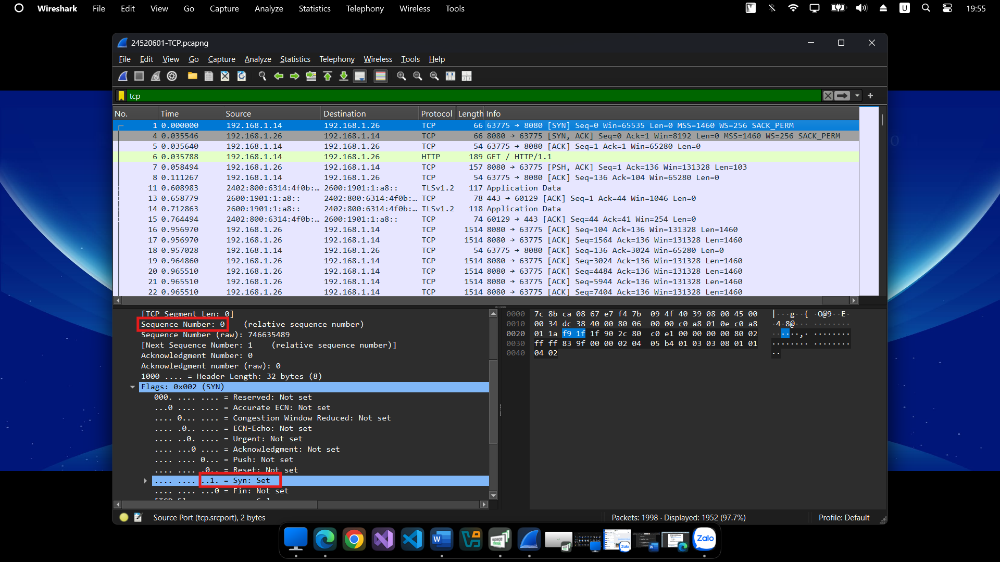 Wireshark File Edit View Go Capture Analyze Statistics Telephony Wireless Tools U 19:55
24520601-TCP.pcapng
File Edit View Go Capture Analyze Statistics Telephony Wireless Tools Help
tcp
No. Time Source Destination Protocol Length Info
1 0.000000 192.168.1.14 192.168.1.26 TCP 66 63775 → 8080 [SYN] Seq=0 Win=65535 Len=0 MSS=1460 WS=256 SACK_PERM
4 0.035546 192.168.1.26 192.168.1.14 TCP 66 8080 → 63775 [SYN, ACK] Seq=0 Ack=1 Win=8192 Len=0 MSS=1460 WS=256 SACK_PERM
5 0.035640 192.168.1.14 192.168.1.26 TCP 54 63775 → 8080 [ACK] Seq=1 Ack=1 Win=65280 Len=0
6 0.035788 192.168.1.14 192.168.1.26 HTTP 189 GET / HTTP/1.1
7 0.058494 192.168.1.26 192.168.1.14 TCP 157 8080 → 63775 [PSH, ACK] Seq=1 Ack=136 Win=131328 Len=103
8 0.111267 192.168.1.14 192.168.1.26 TCP 54 63775 → 8080 [ACK] Seq=136 Ack=104 Win=65280 Len=0
11 0.608983 2402:800:6314:4f0b:… 2600:1901:1:a8:: TLSv1.2 117 Application Data
13 0.658779 2600:1901:1:a8:: 2402:800:6314:4f0b:… TCP 78 443 → 60129 [ACK] Seq=1 Ack=44 Win=1046 Len=0
14 0.712863 2600:1901:1:a8:: 2402:800:6314:4f0b:… TLSv1.2 118 Application Data
15 0.764494 2402:800:6314:4f0b:… 2600:1901:1:a8:: TCP 74 60129 → 443 [ACK] Seq=44 Ack=41 Win=254 Len=0
16 0.956970 192.168.1.26 192.168.1.14 TCP 1514 8080 → 63775 [ACK] Seq=104 Ack=136 Win=131328 Len=1460
17 0.956970 192.168.1.26 192.168.1.14 TCP 1514 8080 → 63775 [ACK] Seq=1564 Ack=136 Win=131328 Len=1460
18 0.957028 192.168.1.14 192.168.1.26 TCP 54 63775 → 8080 [ACK] Seq=136 Ack=3024 Win=65280 Len=0
19 0.964860 192.168.1.26 192.168.1.14 TCP 1514 8080 → 63775 [ACK] Seq=3024 Ack=136 Win=131328 Len=1460
20 0.965510 192.168.1.26 192.168.1.14 TCP 1514 8080 → 63775 [ACK] Seq=4484 Ack=136 Win=131328 Len=1460
21 0.965510 192.168.1.26 192.168.1.14 TCP 1514 8080 → 63775 [ACK] Seq=5944 Ack=136 Win=131328 Len=1460
22 0.965510 192.168.1.26 192.168.1.14 TCP 1514 8080 → 63775 [ACK] Seq=7404 Ack=136 Win=131328 Len=1460
[TCP Segment Len: 0]
Sequence Number: 0 (relative sequence number)
Sequence Number (raw): 746635489
[Next Sequence Number: 1 (relative sequence number)]
Acknowledgment Number: 0
Acknowledgment number (raw): 0
1000 .... = Header Length: 32 bytes (8)
Flags: 0x002 (SYN)
000. .... .... = Reserved: Not set
...0 .... .... = Accurate ECN: Not set
.... 0... .... = Congestion Window Reduced: Not set
.... .0.. .... = ECN-Echo: Not set
.... ..0. .... = Urgent: Not set
.... ...0 .... = Acknowledgment: Not set
.... .... 0... = Push: Not set
.... .... .0.. = Reset: Not set
.... .... ..1. = Syn: Set
.... .... ...0 = Fin: Not set
0000 7c 8b ca 08 67 e7 f4 7b 09 4f 40 39 08 00 45 00 |···g··{ ·O@9··E·
0010 00 34 dc 38 40 00 80 06 00 00 c0 a8 01 0e c0 a8 ·4·8@··· ········
0020 01 1a f9 1f 1f 90 2c 80 c0 e1 00 00 00 00 80 02 ······,· ········
0030 ff ff 83 9f 00 00 02 04 05 b4 01 03 03 08 01 01 ········ ········
0040 04 02 ··
Source Port (tcp.srcport), 2 bytes Packets: 1998 · Displayed: 1952 (97.7%) Profile: Default
space desk Zalo Zalo